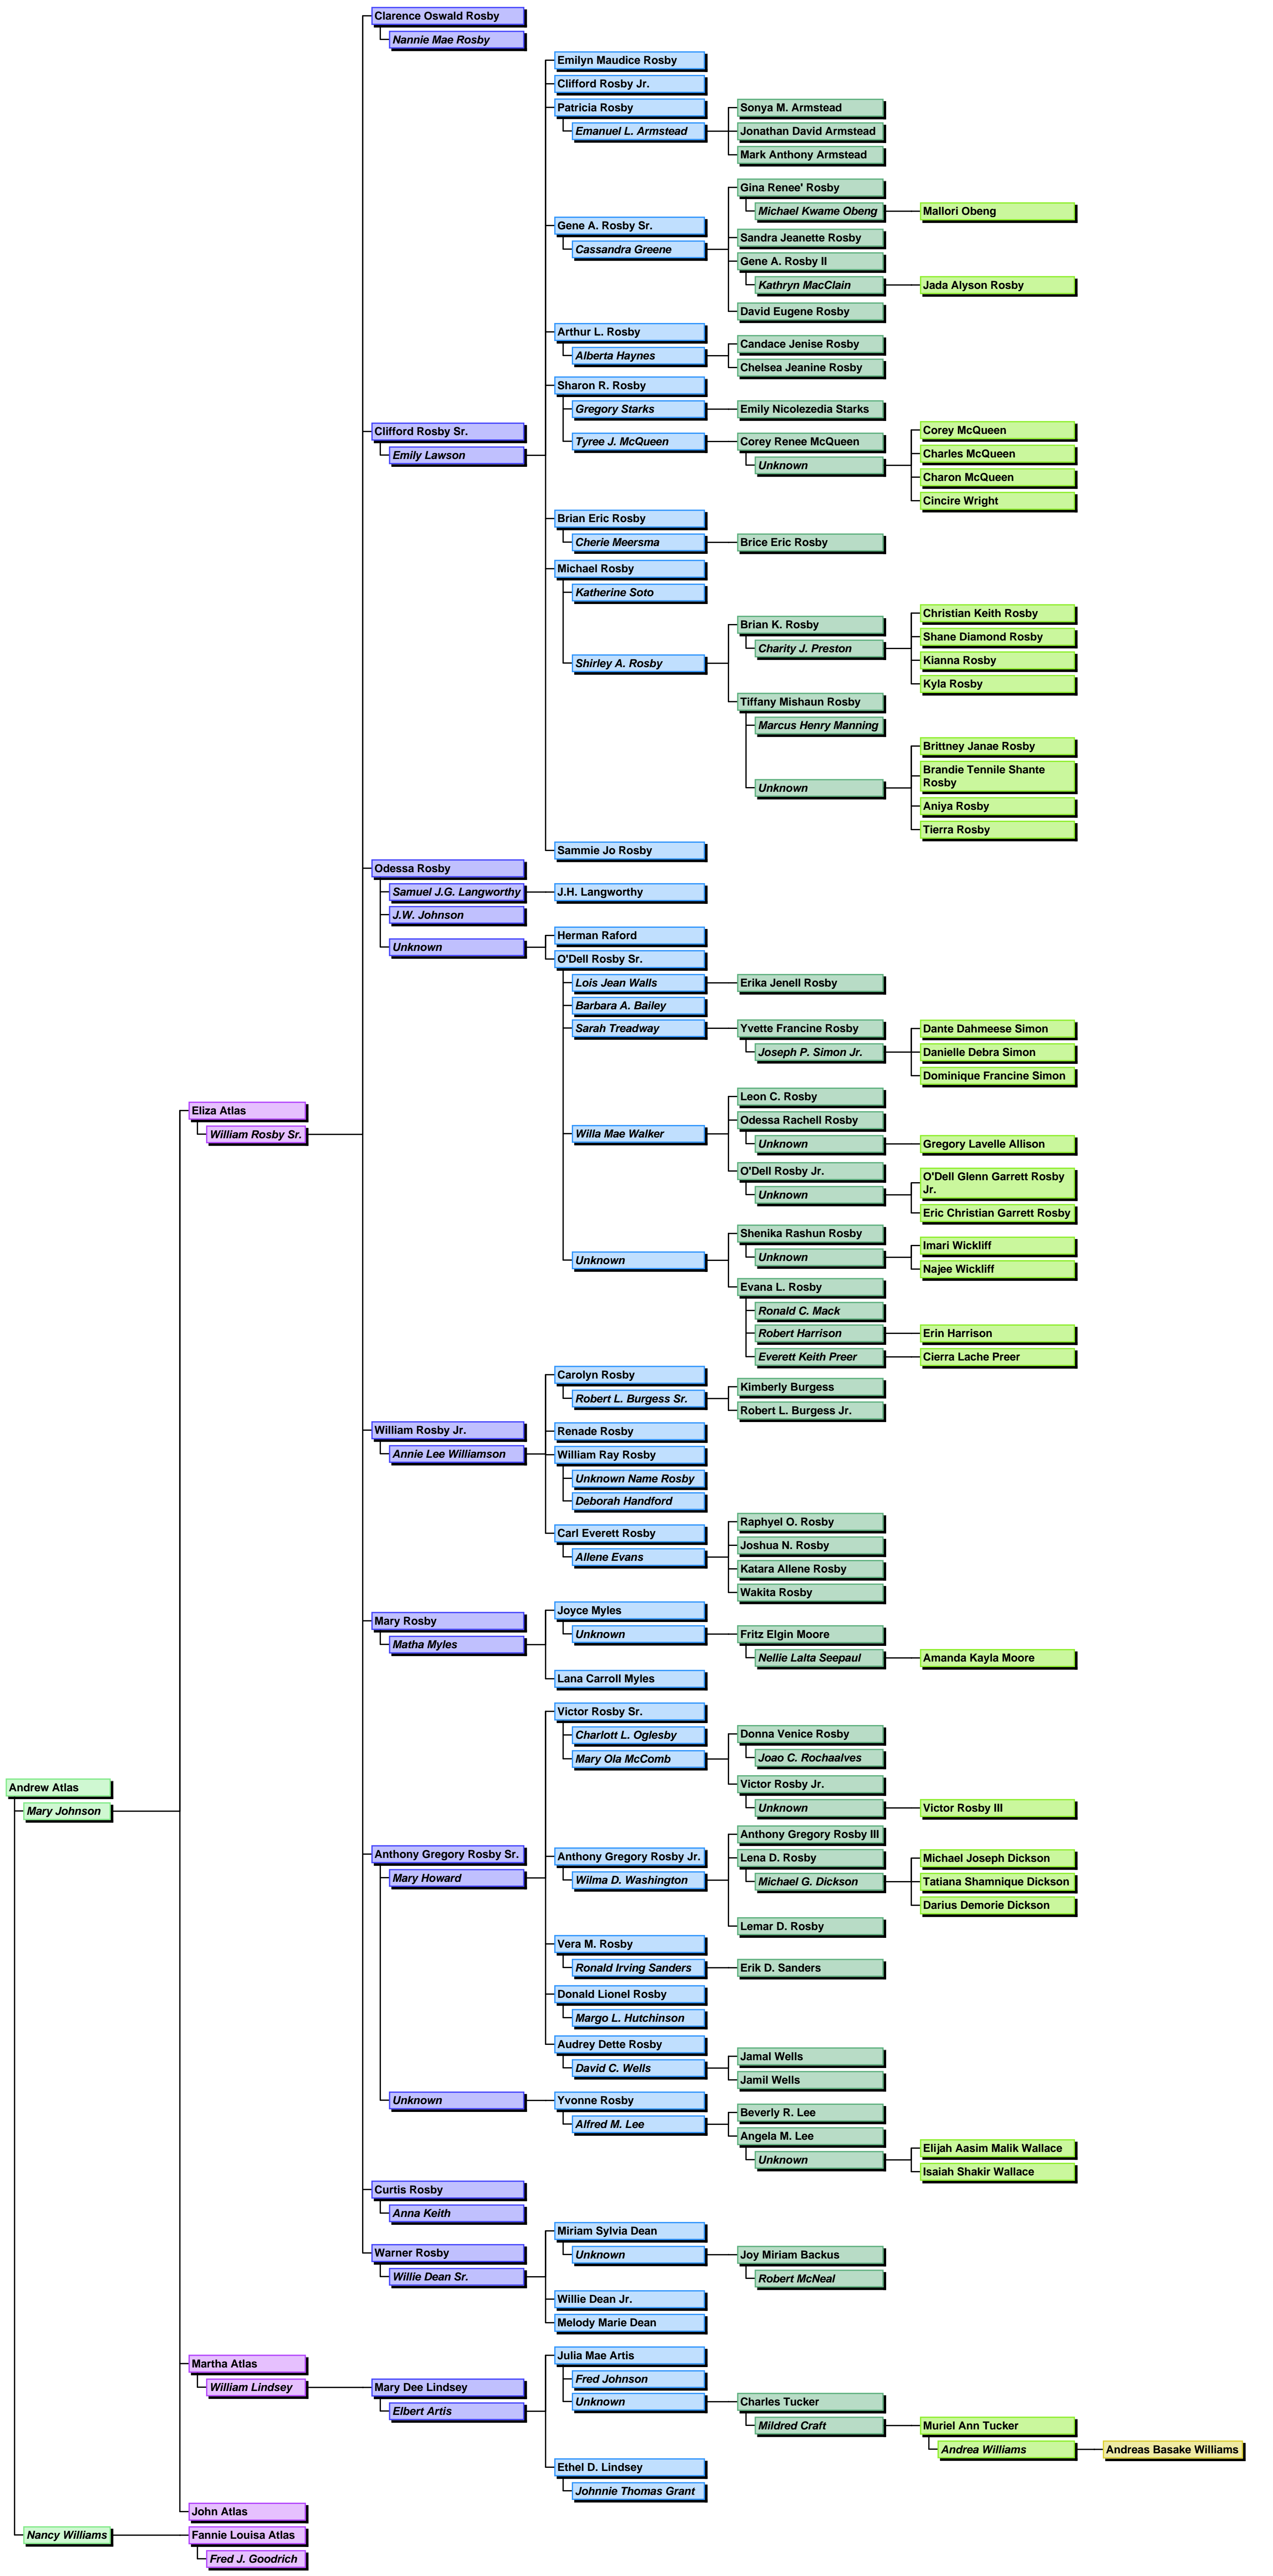 Clarence Oswald Rosby
Nannie Mae Rosby
Emilyn Maudice Rosby
Clifford Rosby Jr.
Patricia Rosby
Sonya M. Armstead
Emanuel L. Armstead
Jonathan David Armstead
Mark Anthony Armstead
Gina Renee' Rosby
Michael Kwame Obeng
Mallori Obeng
Gene A. Rosby Sr.
Sandra Jeanette Rosby
Cassandra Greene
Gene A. Rosby II
Kathryn MacClain
Jada Alyson Rosby
David Eugene Rosby
Arthur L. Rosby
Candace Jenise Rosby
Alberta Haynes
Chelsea Jeanine Rosby
Sharon R. Rosby
Gregory Starks
Emily Nicolezedia Starks
Clifford Rosby Sr.
Corey McQueen
Tyree J. McQueen
Corey Renee McQueen
Emily Lawson
Charles McQueen
Unknown
Charon McQueen
Cincire Wright
Brian Eric Rosby
Cherie Meersma
Brice Eric Rosby
Michael Rosby
Katherine Soto
Christian Keith Rosby
Brian K. Rosby
Shane Diamond Rosby
Charity J. Preston
Shirley A. Rosby
Kianna Rosby
Kyla Rosby
Tiffany Mishaun Rosby
Marcus Henry Manning
Brittney Janae Rosby
Brandie Tennile Shante
Rosby
Unknown
Aniya Rosby
Tierra Rosby
Sammie Jo Rosby
Odessa Rosby
Samuel J.G. Langworthy
J.H. Langworthy
J.W. Johnson
Herman Raford
Unknown
O'Dell Rosby Sr.
Lois Jean Walls
Erika Jenell Rosby
Barbara A. Bailey
Sarah Treadway
Yvette Francine Rosby
Dante Dahmeese Simon
Joseph P. Simon Jr.
Danielle Debra Simon
Dominique Francine Simon
Leon C. Rosby
Eliza Atlas
Odessa Rachell Rosby
William Rosby Sr.
Willa Mae Walker
Unknown
Gregory Lavelle Allison
O'Dell Rosby Jr.
O'Dell Glenn Garrett Rosby
Jr.
Unknown
Eric Christian Garrett Rosby
Shenika Rashun Rosby
Imari Wickliff
Unknown
Unknown
Najee Wickliff
Evana L. Rosby
Ronald C. Mack
Robert Harrison
Erin Harrison
Everett Keith Preer
Cierra Lache Preer
Carolyn Rosby
Kimberly Burgess
Robert L. Burgess Sr.
Robert L. Burgess Jr.
William Rosby Jr.
Renade Rosby
Annie Lee Williamson
William Ray Rosby
Unknown Name Rosby
Deborah Handford
Raphyel O. Rosby
Carl Everett Rosby
Joshua N. Rosby
Allene Evans
Katara Allene Rosby
Wakita Rosby
Joyce Myles
Mary Rosby
Unknown
Fritz Elgin Moore
Matha Myles
Nellie Lalta Seepaul
Amanda Kayla Moore
Lana Carroll Myles
Victor Rosby Sr.
Charlott L. Oglesby
Donna Venice Rosby
Mary Ola McComb
Joao C. Rochaalves
Andrew Atlas
Victor Rosby Jr.
Mary Johnson
Unknown
Victor Rosby III
Anthony Gregory Rosby III
Anthony Gregory Rosby Sr.
Anthony Gregory Rosby Jr.
Lena D. Rosby
Michael Joseph Dickson
Mary Howard
Wilma D. Washington
Michael G. Dickson
Tatiana Shamnique Dickson
Darius Demorie Dickson
Lemar D. Rosby
Vera M. Rosby
Ronald Irving Sanders
Erik D. Sanders
Donald Lionel Rosby
Margo L. Hutchinson
Audrey Dette Rosby
Jamal Wells
David C. Wells
Jamil Wells
Unknown
Yvonne Rosby
Beverly R. Lee
Alfred M. Lee
Angela M. Lee
Elijah Aasim Malik Wallace
Unknown
Isaiah Shakir Wallace
Curtis Rosby
Anna Keith
Miriam Sylvia Dean
Warner Rosby
Unknown
Joy Miriam Backus
Willie Dean Sr.
Robert McNeal
Willie Dean Jr.
Melody Marie Dean
Julia Mae Artis
Martha Atlas
Fred Johnson
William Lindsey
Mary Dee Lindsey
Unknown
Charles Tucker
Elbert Artis
Mildred Craft
Muriel Ann Tucker
Andrea Williams
Andreas Basake Williams
Ethel D. Lindsey
Johnnie Thomas Grant
John Atlas
Nancy Williams
Fannie Louisa Atlas
Fred J. Goodrich